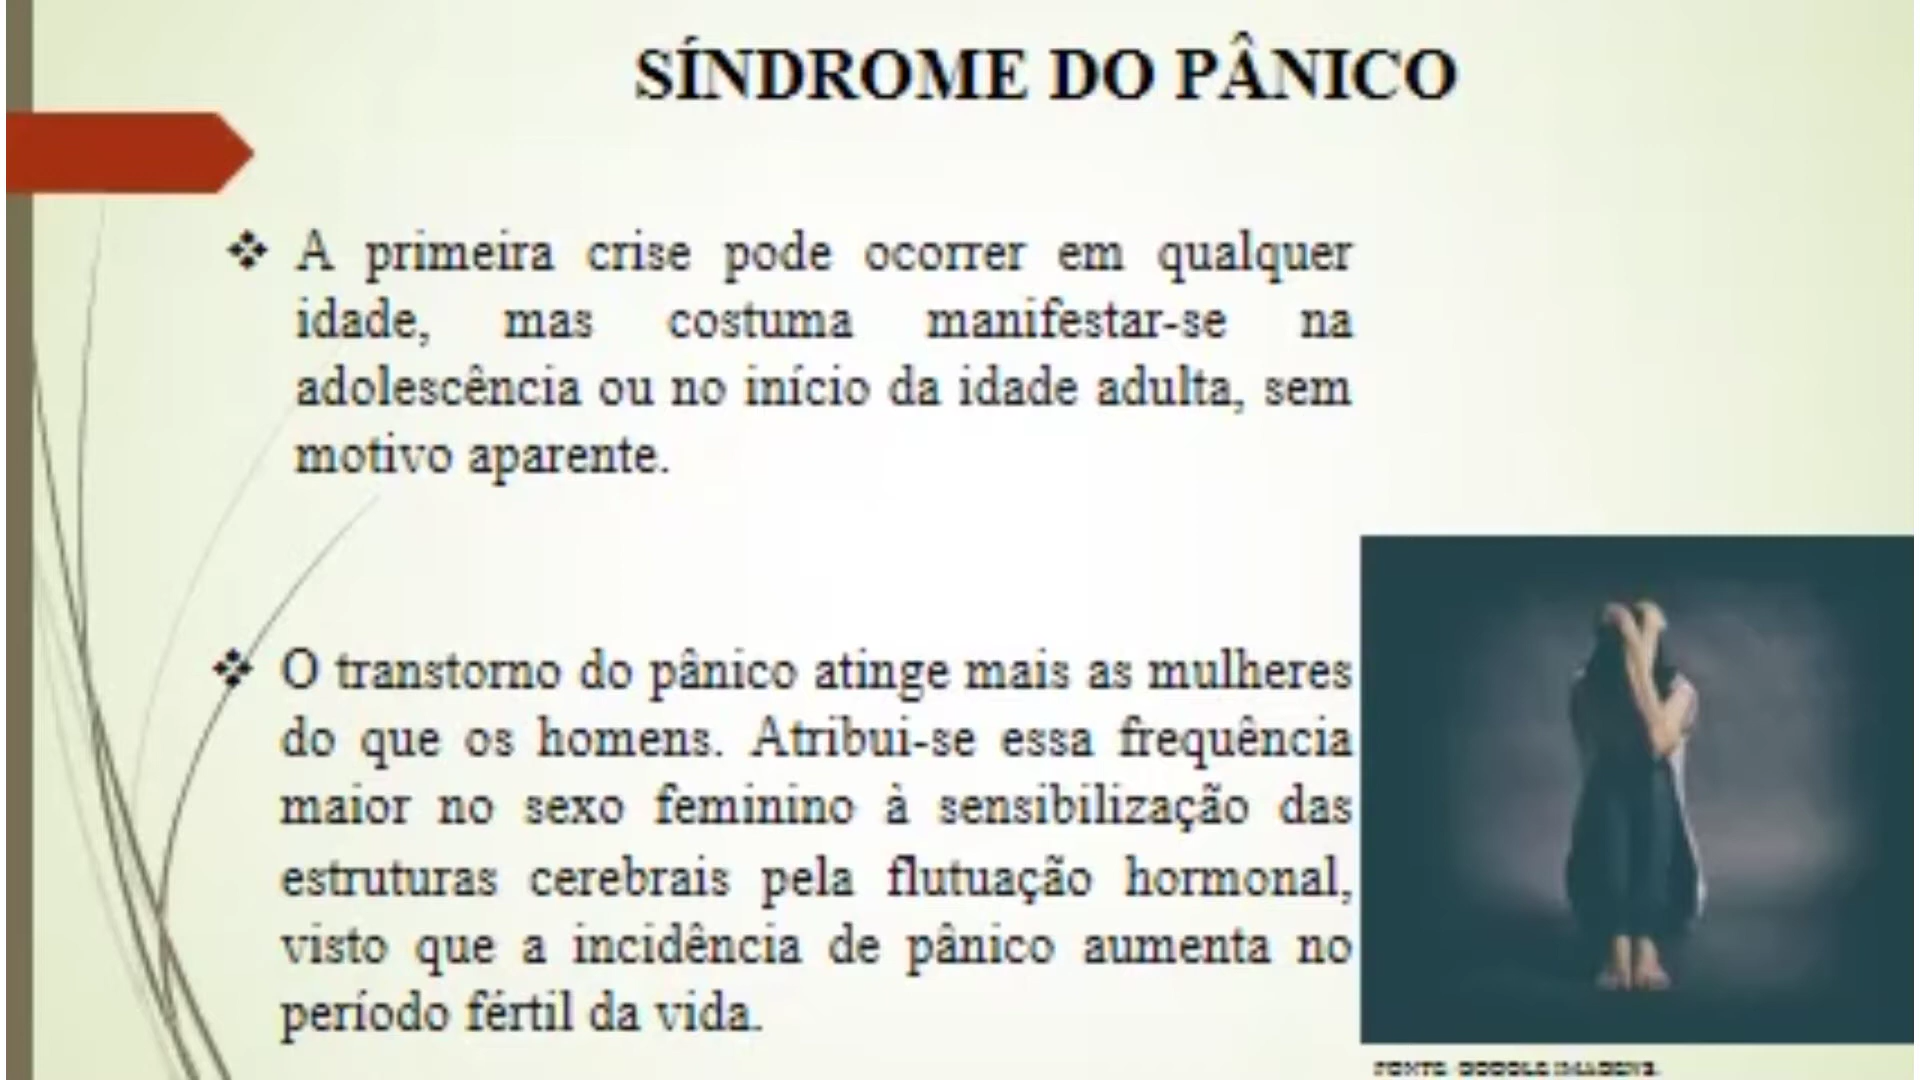 SÍNDROME DO PÂNICO
A primeira crise pode ocorrer em qualquer
idade, mas costuma manifestar-se na
adolescência ou no início da idade adulta, sem
motivo aparente.
O transtorno do pânico atinge mais as mulheres
do que os homens. Atribui-se essa frequência
maior no sexo feminino à sensibilização das
estruturas cerebrais pela flutuação hormonal,
visto que a incidência de pânico aumenta no
período fértil da vida.
FONTE: GOOGLE IMAGENS.